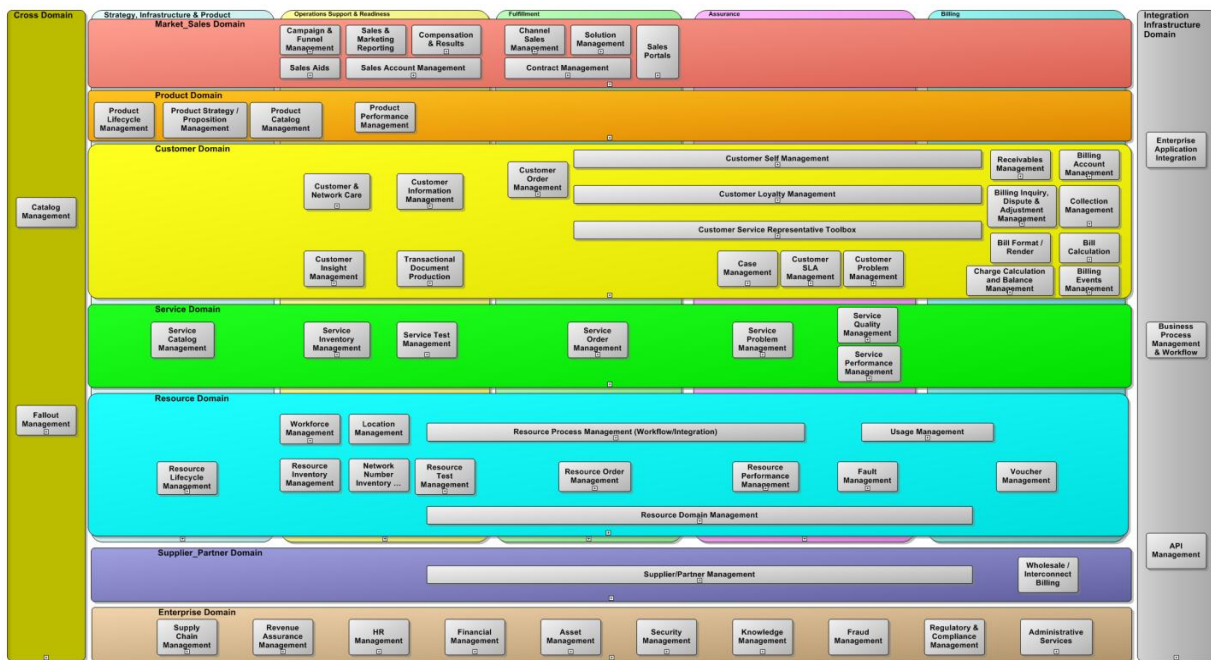 Cross Domain
Strategy, Infrastructure & Product
Operations Support & Readiness
Fulfillment
Assurance
Billing
Integration
Infrastructure
Domain
Market_Sales Domain
Campaign &
Funnel
Management
Sales &
Marketing
Reporting
Compensation
& Results
Channel
Sales
Management
Solution
Management
Sales
Portals
Sales Aids
Sales Account Management
Contract Management
Product Domain
Product
Lifecycle
Management
Product Strategy /
Proposition
Management
Product
Catalog
Management
Product
Performance
Management
Customer Domain
Customer &
Network Care
Customer
Information
Management
Customer
Order
Management
Customer Self Management
Customer Loyalty Management
Customer Service Representative Toolbox
Receivables
Management
Billing
Account
Management
Billing Inquiry,
Dispute &
Adjustment
Management
Collection
Management
Bill Format /
Render
Bill
Calculation
Customer
Insight
Management
Transactional
Document
Production
Case
Management
Customer
SLA
Management
Customer
Problem
Management
Charge Calculation
and Balance
Management
Billing
Events
Management
Catalog
Management
Fallout
Management
Enterprise
Application
Integration
Business
Process
Management
& Workflow
API
Management
Service Domain
Service
Catalog
Management
Service
Inventory
Management
Service Test
Management
Service
Order
Management
Service
Problem
Management
Service
Quality
Management
Service
Performance
Management
Resource Domain
Workforce
Management
Location
Management
Resource Process Management (Workflow/Integration)
Usage Management
Resource
Lifecycle
Management
Resource
Inventory
Management
Network
Number
Inventory ...
Resource
Test
Management
Resource Order
Management
Resource
Performance
Management
Fault
Management
Voucher
Management
Resource Domain Management
Supplier_Partner Domain
Supplier/Partner Management
Wholesale /
Interconnect
Billing
Enterprise Domain
Supply
Chain
Management
Revenue
Assurance
Management
HR
Management
Financial
Management
Asset
Management
Security
Management
Knowledge
Management
Fraud
Management
Regulatory &
Compliance
Management
Administrative
Services